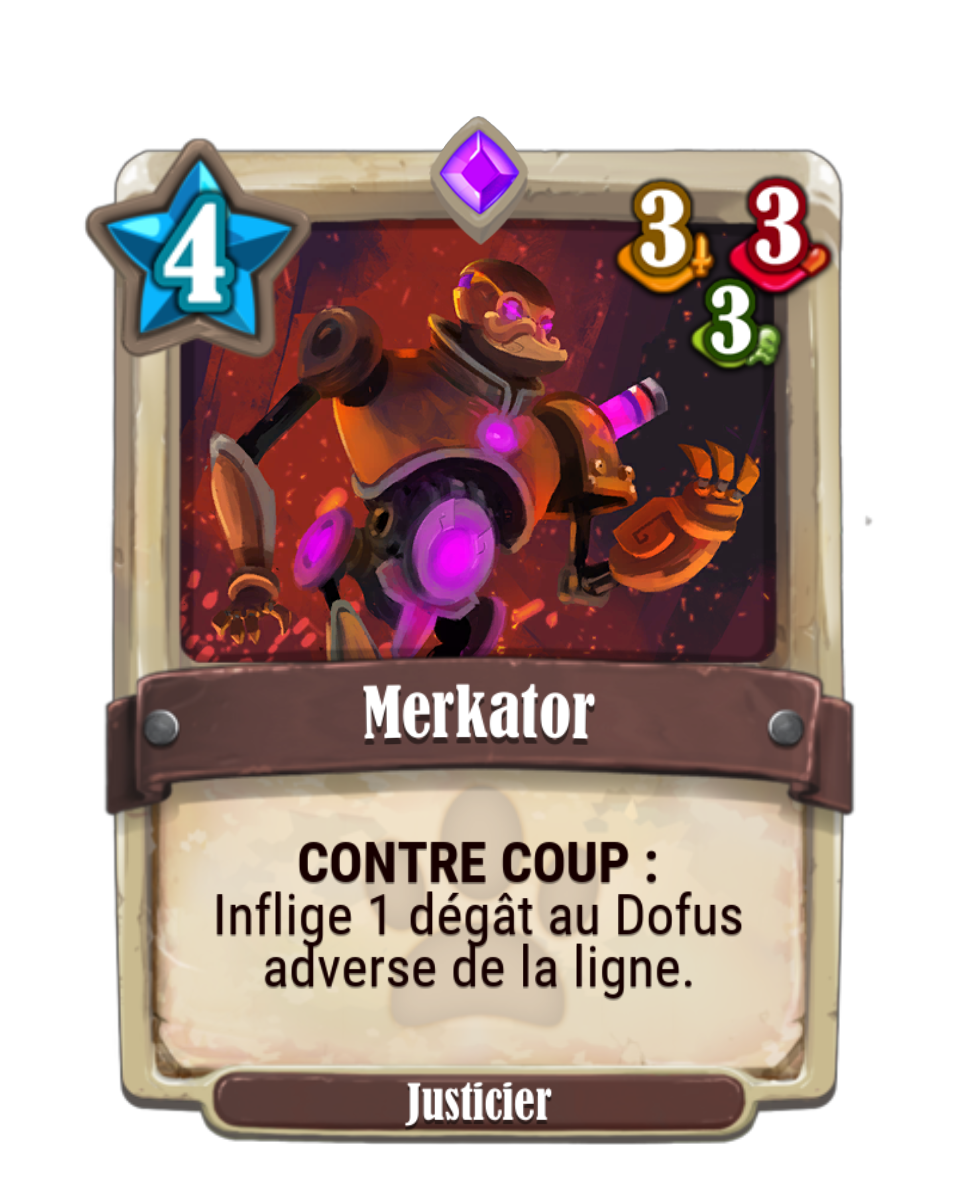 4
3
3
3
Merkator
CONTRE COUP :
Inflige 1 dégât au Dofus
adverse de la ligne.
Justicier